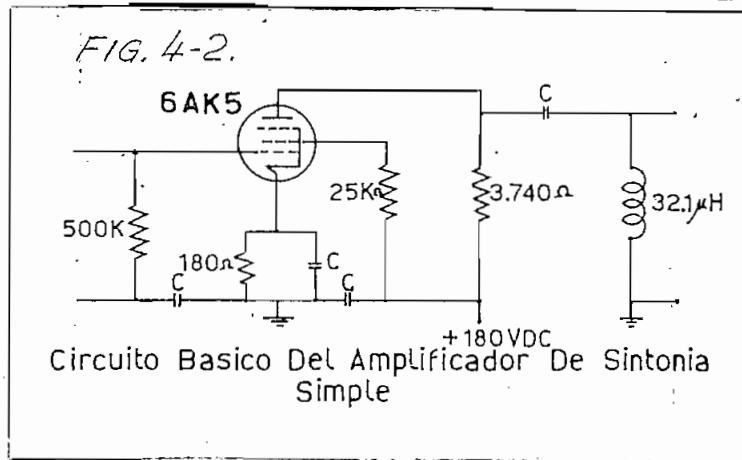 FIG. 4-2.
6AK5
C
500K
25KΩ
3.740Ω
32.1μH
180Ω
C
C
C
+180VDC
Circuito Basico Del Amplificador De Sintonia
Simple